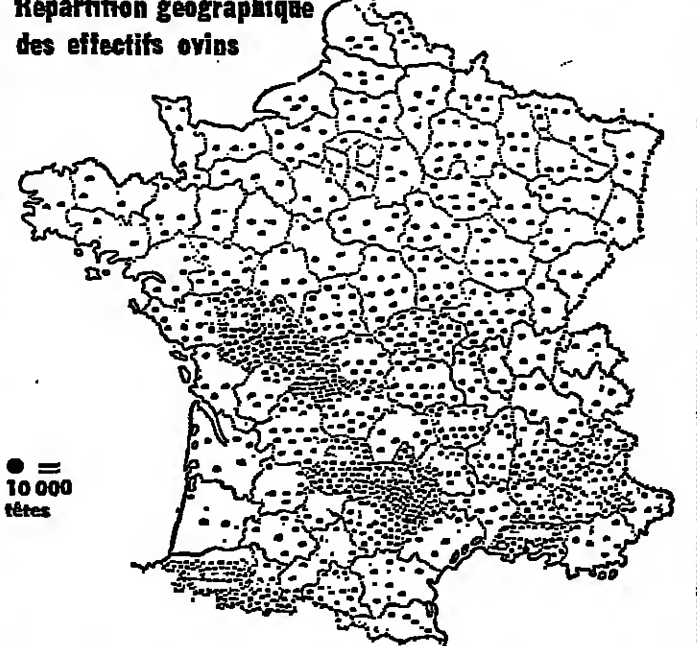 Répartition géographique
des effectifs ovins
● =
10 000
têtes